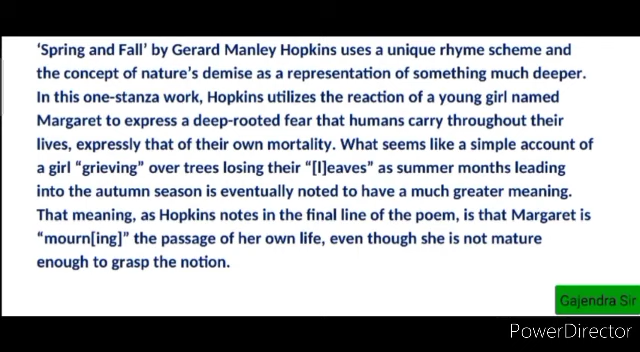 ‘Spring and Fall’ by Gerard Manley Hopkins uses a unique rhyme scheme and
the concept of nature’s demise as a representation of something much deeper.
In this one-stanza work, Hopkins utilizes the reaction of a young girl named
Margaret to express a deep-rooted fear that humans carry throughout their
lives, expressly that of their own mortality. What seems like a simple account of
a girl “grieving” over trees losing their “[l]eaves” as summer months leading
into the autumn season is eventually noted to have a much greater meaning.
That meaning, as Hopkins notes in the final line of the poem, is that Margaret is
“mourn[ing]” the passage of her own life, even though she is not mature
enough to grasp the notion.
Gajendra Sir
PowerDirector